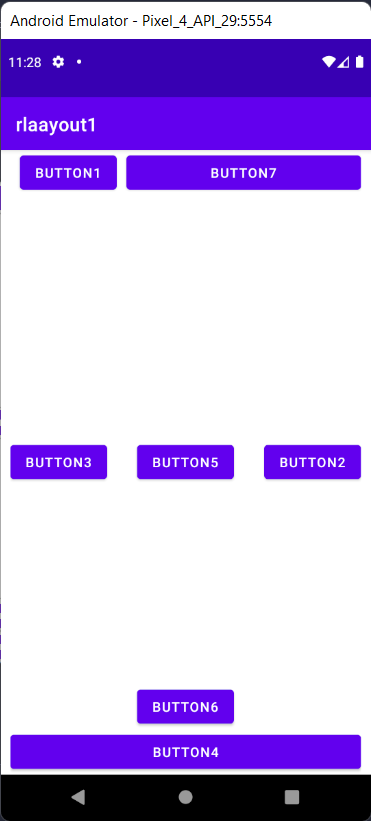 Android Emulator - Pixel_4_API_29:5554
11:28
rlaayout1
BUTTON1 BUTTON7
BUTTON3 BUTTON5 BUTTON2
BUTTON6
BUTTON4